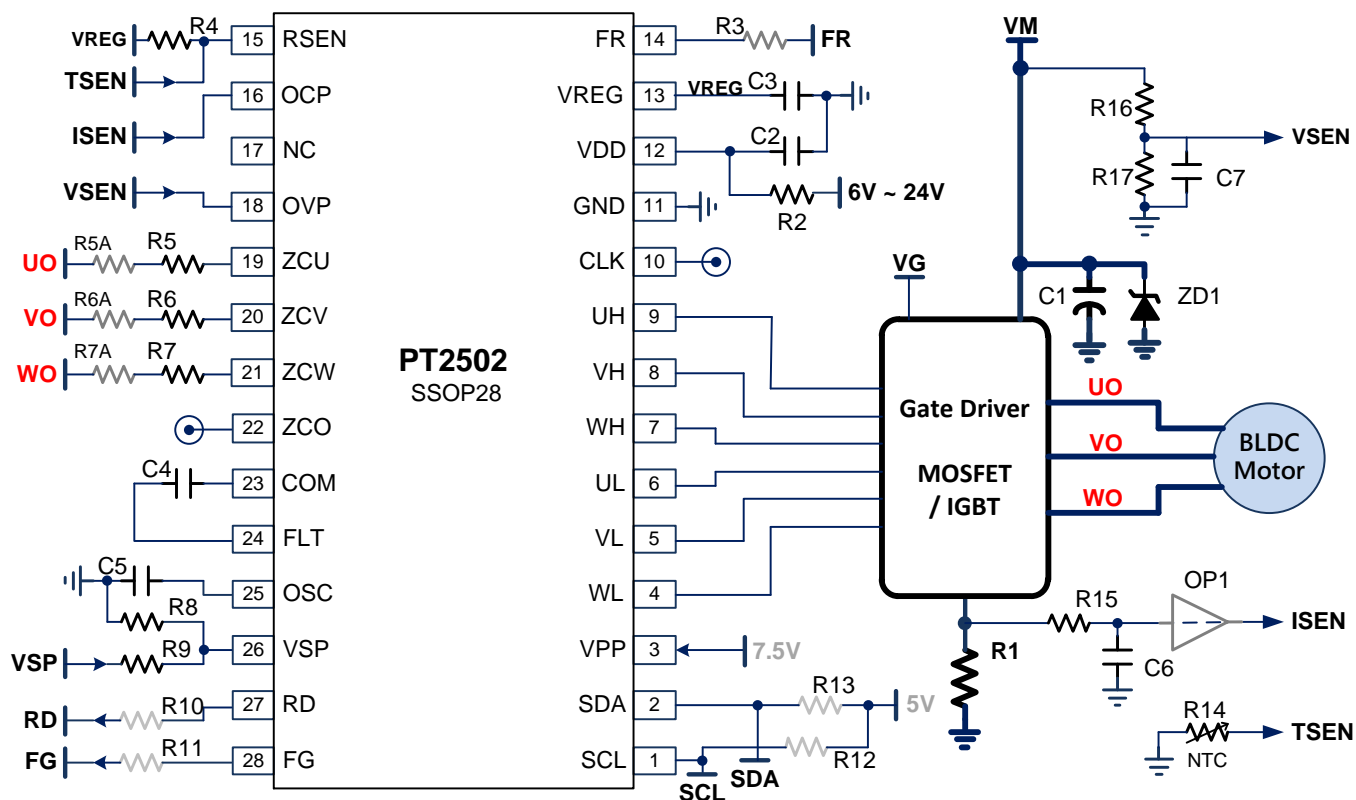 VREG
R4
15
RSEN
TSEN
16
OCP
ISEN
17
NC
VSEN
18
OVP
UO
R5A
R5
19
ZCU
VO
R6A
R6
20
ZCV
WO
R7A
R7
21
ZCW
22
ZCO
C4
23
COM
24
FLT
C5
25
OSC
R8
VSP
R9
26
VSP
RD
R10
27
RD
FG
R11
28
FG
PT2502
SSOP28
FR
14
R3
FR
VREG
13
VREG
C3
VDD
12
C2
R2
6V ~ 24V
GND
11
CLK
10
UH
9
VH
8
WH
7
UL
6
VL
5
WL
4
VPP
3
7.5V
SDA
2
R13
5V
SCL
1
R12
SCL
SDA
VM
R16
R17
C7
VSEN
VG
C1
ZD1
Gate Driver
MOSFET
/ IGBT
UO
VO
WO
BLDC
Motor
R1
R15
C6
OP1
ISEN
R14
NTC
TSEN